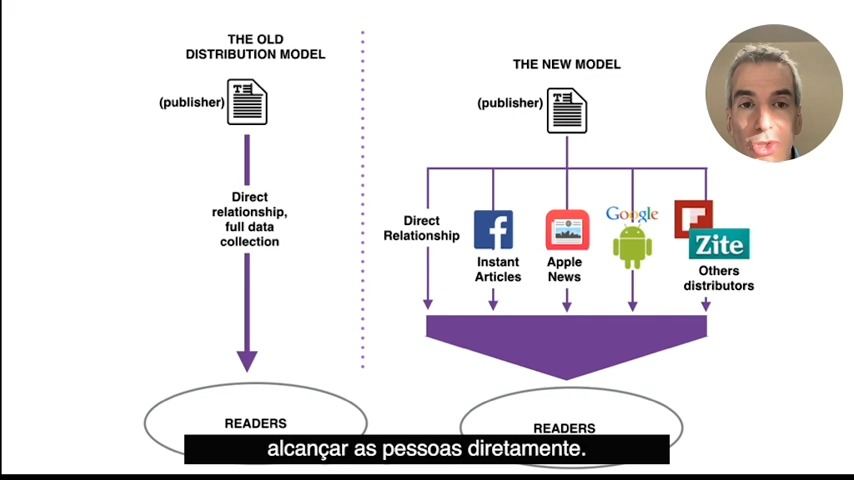 THE OLD
DISTRIBUTION MODEL
(publisher)
Direct
relationship,
full data
collection
READERS
THE NEW MODEL
(publisher)
Direct
Relationship
Instant
Articles
Apple
News
Google
Zite
Others
distributors
READERS
alcançar as pessoas diretamente.